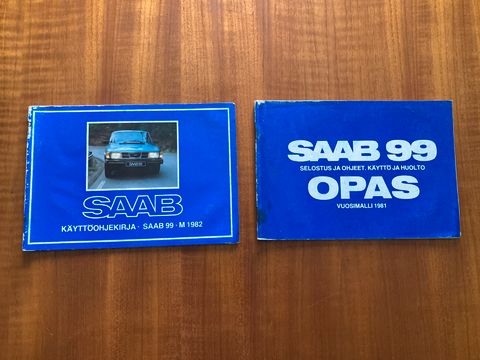 SAAB
KÄYTTÖOHJEKIRJA · SAAB 99 · M 1982
SAAB 99
SELOSTUS JA OHJEET. KÄYTTÖ JA HUOLTO
OPAS
VUOSIMALLI 1981